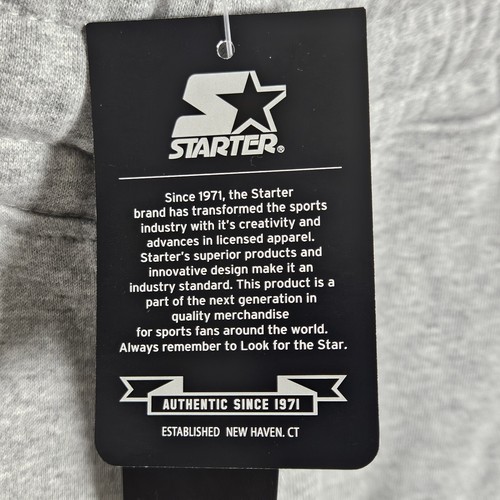 S
STARTER®
Since 1971, the Starter
brand has transformed the sports
industry with it's creativity and
advances in licensed apparel.
Starter's superior products and
innovative design make it an
industry standard. This product is a
part of the next generation in
quality merchandise
for sports fans around the world.
Always remember to Look for the Star.
AUTHENTIC SINCE 1971
ESTABLISHED NEW HAVEN, CT